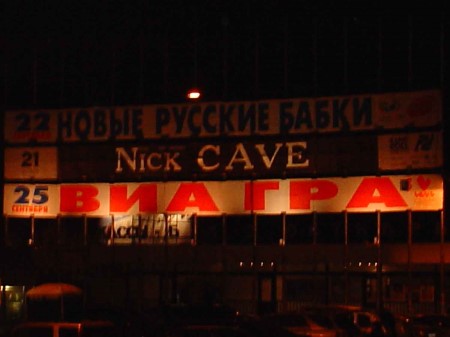 22 НОВЫЕ РУССКИЕ БАБКИ
21 NICK CAVE
25 ВИА ГРА
СЕНТЯБРЯ